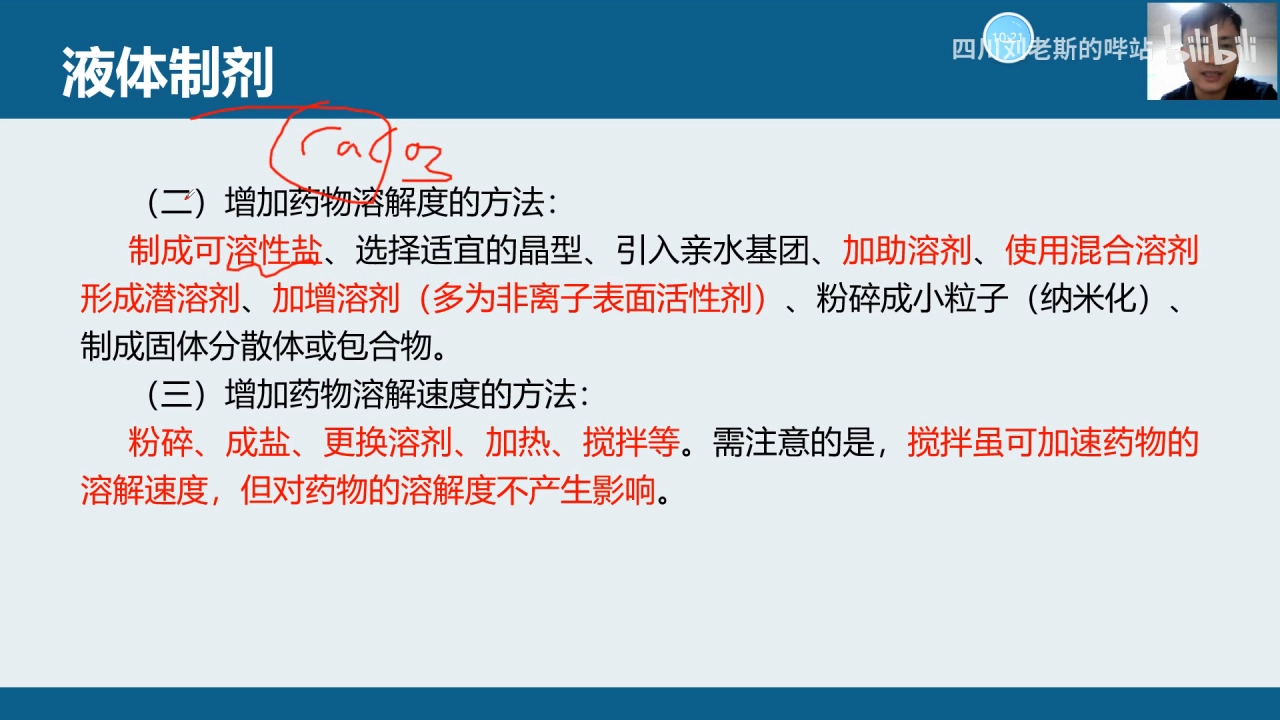 液体制剂
10:21
四川刘老斯的哔站
bilibili
CaCO3
（二）增加药物溶解度的方法：
制成可溶性盐、选择适宜的晶型、引入亲水基团、加助溶剂、使用混合溶剂
形成潜溶剂、加增溶剂（多为非离子表面活性剂）、粉碎成小粒子（纳米化）、
制成固体分散体或包合物。
（三）增加药物溶解速度的方法：
粉碎、成盐、更换溶剂、加热、搅拌等。需注意的是，搅拌虽可加速药物的
溶解速度，但对药物的溶解度不产生影响。